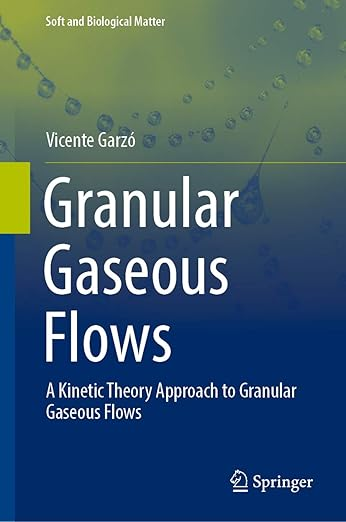 Soft and Biological Matter
Vicente Garzó
Granular
Gaseous
Flows
A Kinetic Theory Approach to Granular
Gaseous Flows
Springer